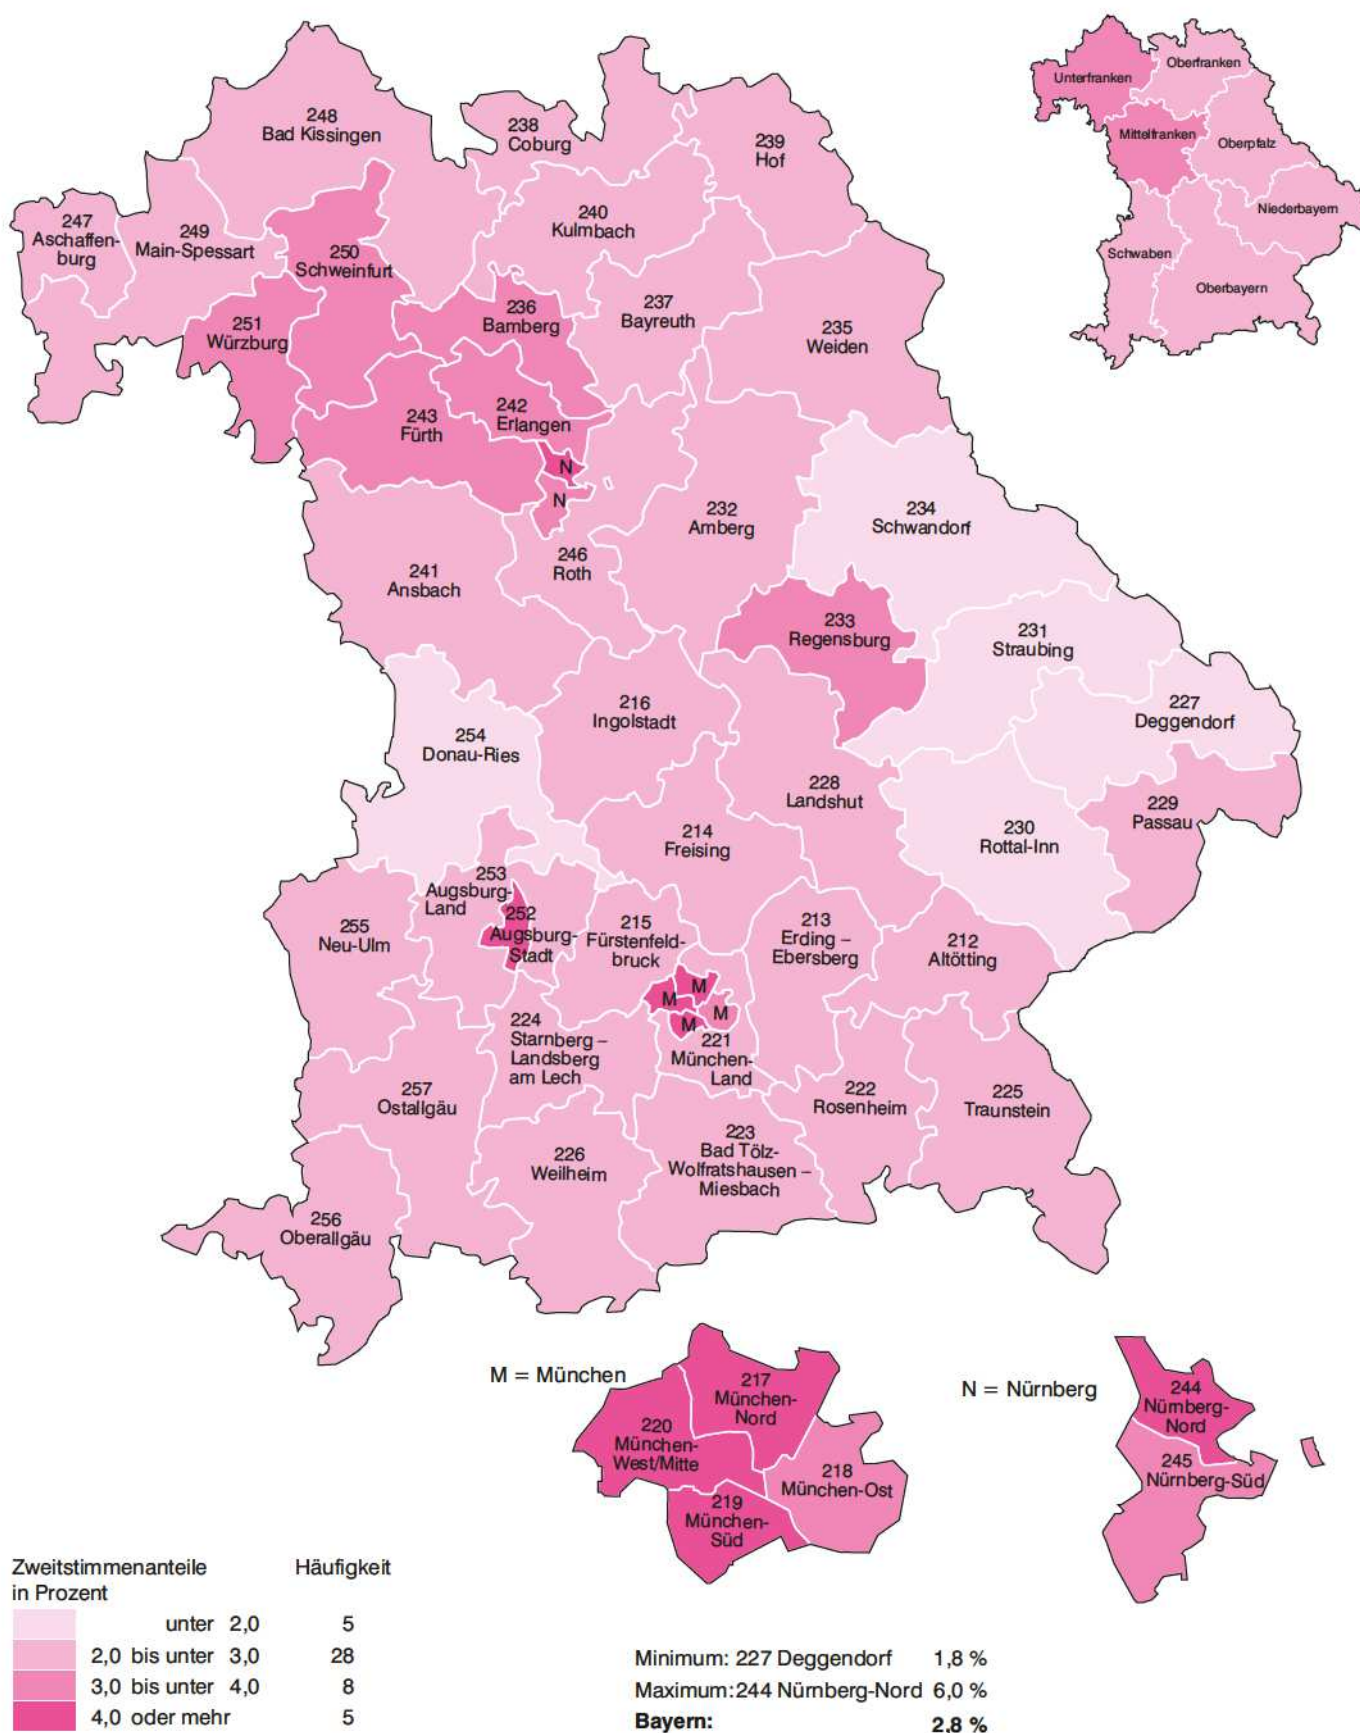 248
Bad Kissingen
238
Coburg
239
Hof
247
Aschaffen-
burg
249
Main-Spessart
240
Kulmbach
250
Schweinfurt
251
Würzburg
236
Bamberg
237
Bayreuth
235
Weiden
243
Fürth
242
Erlangen
N
N
232
Amberg
234
Schwandorf
241
Ansbach
246
Roth
233
Regensburg
231
Straubing
216
Ingolstadt
227
Deggendorf
254
Donau-Ries
228
Landshut
229
Passau
214
Freising
230
Rottal-Inn
253
Augsburg-
Land
252
Augsburg-
Stadt
255
Neu-Ulm
215
Fürstenfeld-
bruck
213
Erding –
Ebersberg
212
Altötting
M
M
M
M
224
Starnberg –
Landsberg
am Lech
221
München-
Land
257
Ostallgäu
222
Rosenheim
225
Traunstein
226
Weilheim
223
Bad Tölz-
Wolfratshausen –
Miesbach
256
Oberallgäu
Unterfranken
Oberfranken
Mittelfranken
Oberpfalz
Niederbayern
Schwaben
Oberbayern
M = München
217
München-
Nord
220
München-
West/Mitte
218
München-Ost
219
München-
Süd
N = Nürnberg
244
Nürnberg-
Nord
245
Nürnberg-Süd
Zweitstimmenanteile Häufigkeit
in Prozent
unter 2,0 5
2,0 bis unter 3,0 28
3,0 bis unter 4,0 8
4,0 oder mehr 5
Minimum: 227 Deggendorf 1,8 %
Maximum: 244 Nürnberg-Nord 6,0 %
Bayern: 2,8 %